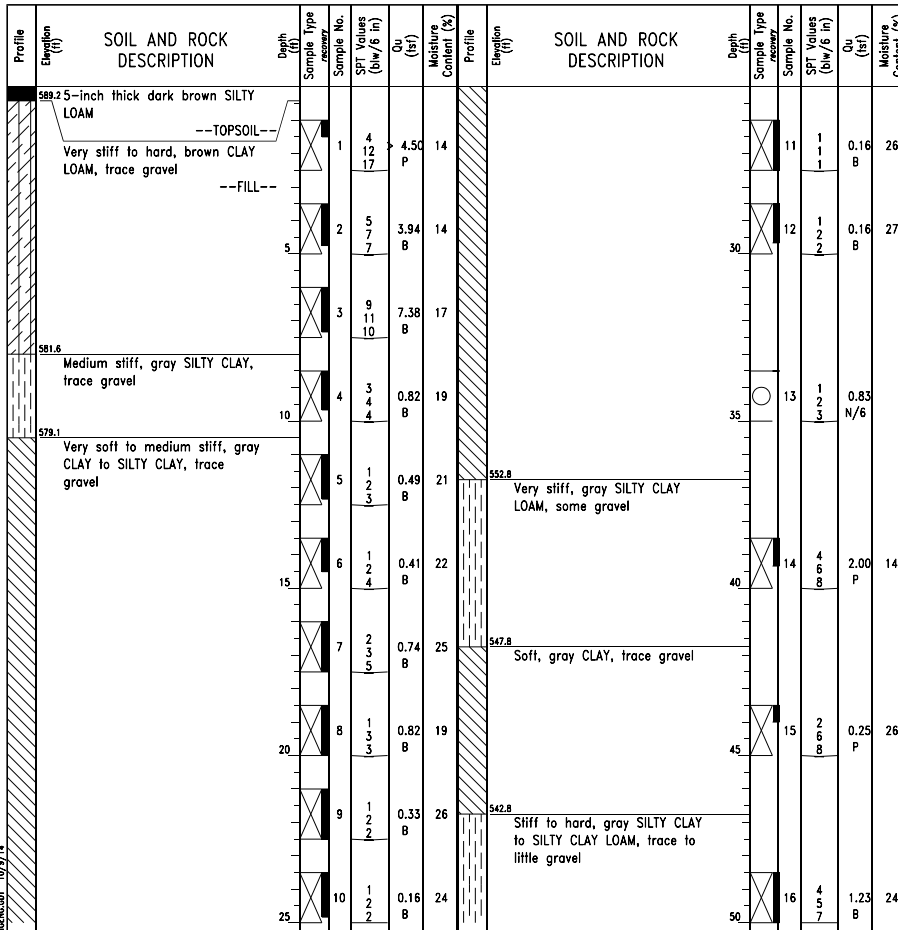 Profile
Elevation (ft)
SOIL AND ROCK DESCRIPTION
Depth (ft)
Sample Type
recovery
Sample No.
SPT Values (blw/6 in)
Qu (tsf)
Moisture Content (%)
589.2 5-inch thick dark brown SILTY
LOAM
--TOPSOIL--
Very stiff to hard, brown CLAY
LOAM, trace gravel
--FILL--
1 4 12 17 > 4.50 P 14
2 5 7 7 3.94 B 14
5
3 9 11 10 7.38 B 17
581.6
Medium stiff, gray SILTY CLAY,
trace gravel
4 3 4 4 0.82 B 19
10
579.1
Very soft to medium stiff, gray
CLAY to SILTY CLAY, trace
gravel
5 1 2 3 0.49 B 21
6 1 2 4 0.41 B 22
15
7 2 3 5 0.74 B 25
8 1 3 3 0.82 B 19
20
9 1 2 2 0.33 B 26
10 1 2 2 0.16 B 24
25
10/9/14
Profile
Elevation (ft)
SOIL AND ROCK DESCRIPTION
Depth (ft)
Sample Type
recovery
Sample No.
SPT Values (blw/6 in)
Qu (tsf)
Moisture
11 1 1 1 0.16 B 26
12 1 2 2 0.16 B 27
30
13 1 2 3 0.83 N/6
35
552.8
Very stiff, gray SILTY CLAY
LOAM, some gravel
14 4 6 8 2.00 P 14
40
547.8
Soft, gray CLAY, trace gravel
15 2 6 8 0.25 P 26
45
542.8
Stiff to hard, gray SILTY CLAY
to SILTY CLAY LOAM, trace to
little gravel
16 4 5 7 1.23 B 24
50